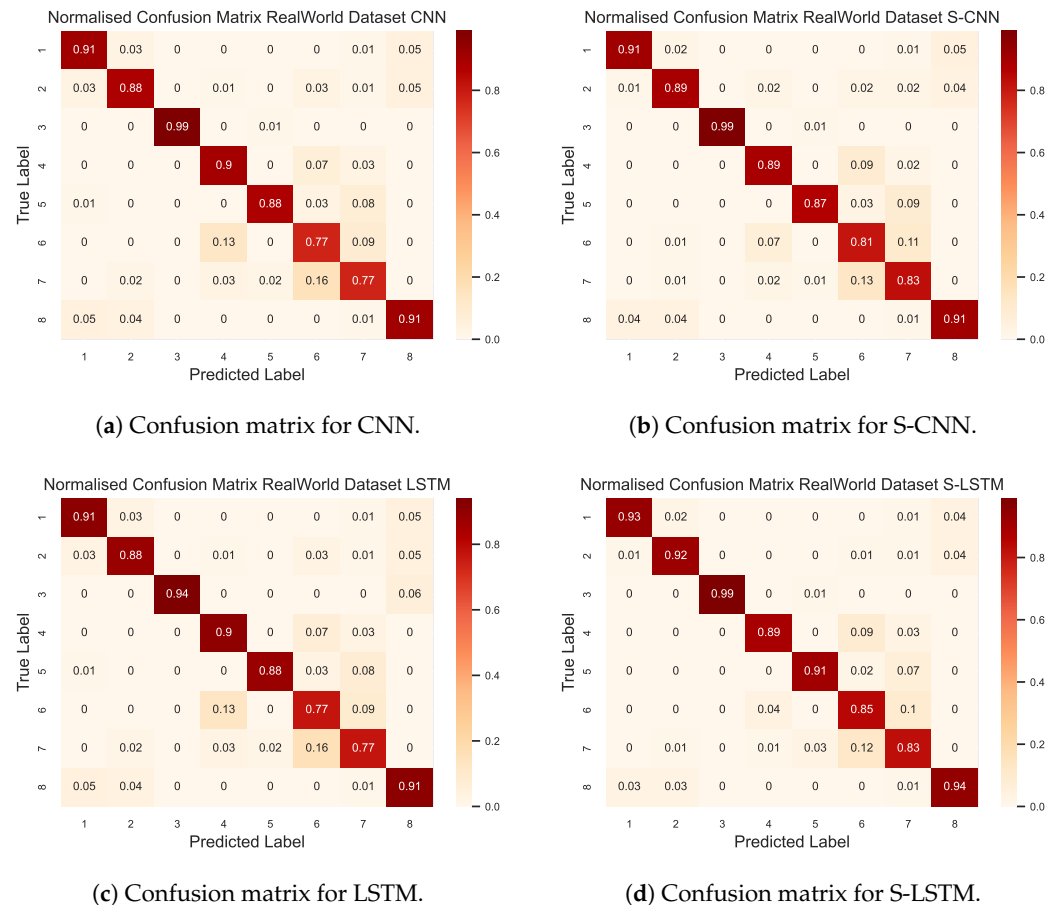 Normalised Confusion Matrix RealWorld Dataset CNN
1 0.91 0.03 0 0 0 0 0.01 0.05
2 0.03 0.88 0 0.01 0 0.03 0.01 0.05
3 0 0 0.99 0 0.01 0 0 0
4 0 0 0 0.9 0 0.07 0.03 0
5 0.01 0 0 0 0.88 0.03 0.08 0
6 0 0 0 0.13 0 0.77 0.09 0
7 0 0.02 0 0.03 0.02 0.16 0.77 0
8 0.05 0.04 0 0 0 0 0.01 0.91
1 2 3 4 5 6 7 8
Predicted Label
True Label
0.8
0.6
0.4
0.2
0.0
(a) Confusion matrix for CNN.
Normalised Confusion Matrix RealWorld Dataset S-CNN
1 0.91 0.02 0 0 0 0 0.01 0.05
2 0.01 0.89 0 0.02 0 0.02 0.02 0.04
3 0 0 0.99 0 0.01 0 0 0
4 0 0 0 0.89 0 0.09 0.02 0
5 0 0 0 0 0.87 0.03 0.09 0
6 0 0.01 0 0.07 0 0.81 0.11 0
7 0 0.01 0 0.02 0.01 0.13 0.83 0
8 0.04 0.04 0 0 0 0 0.01 0.91
1 2 3 4 5 6 7 8
Predicted Label
True Label
0.8
0.6
0.4
0.2
0.0
(b) Confusion matrix for S-CNN.
Normalised Confusion Matrix RealWorld Dataset LSTM
1 0.91 0.03 0 0 0 0 0.01 0.05
2 0.03 0.88 0 0.01 0 0.03 0.01 0.05
3 0 0 0.94 0 0 0 0 0.06
4 0 0 0 0.9 0 0.07 0.03 0
5 0.01 0 0 0 0.88 0.03 0.08 0
6 0 0 0 0.13 0 0.77 0.09 0
7 0 0.02 0 0.03 0.02 0.16 0.77 0
8 0.05 0.04 0 0 0 0 0.01 0.91
1 2 3 4 5 6 7 8
Predicted Label
True Label
0.8
0.6
0.4
0.2
0.0
(c) Confusion matrix for LSTM.
Normalised Confusion Matrix RealWorld Dataset S-LSTM
1 0.93 0.02 0 0 0 0 0.01 0.04
2 0.01 0.92 0 0 0 0.01 0.01 0.04
3 0 0 0.99 0 0.01 0 0 0
4 0 0 0 0.89 0 0.09 0.03 0
5 0 0 0 0 0.91 0.02 0.07 0
6 0 0 0 0.04 0 0.85 0.1 0
7 0 0.01 0 0.01 0.03 0.12 0.83 0
8 0.03 0.03 0 0 0 0 0.01 0.94
1 2 3 4 5 6 7 8
Predicted Label
True Label
0.8
0.6
0.4
0.2
0.0
(d) Confusion matrix for S-LSTM.